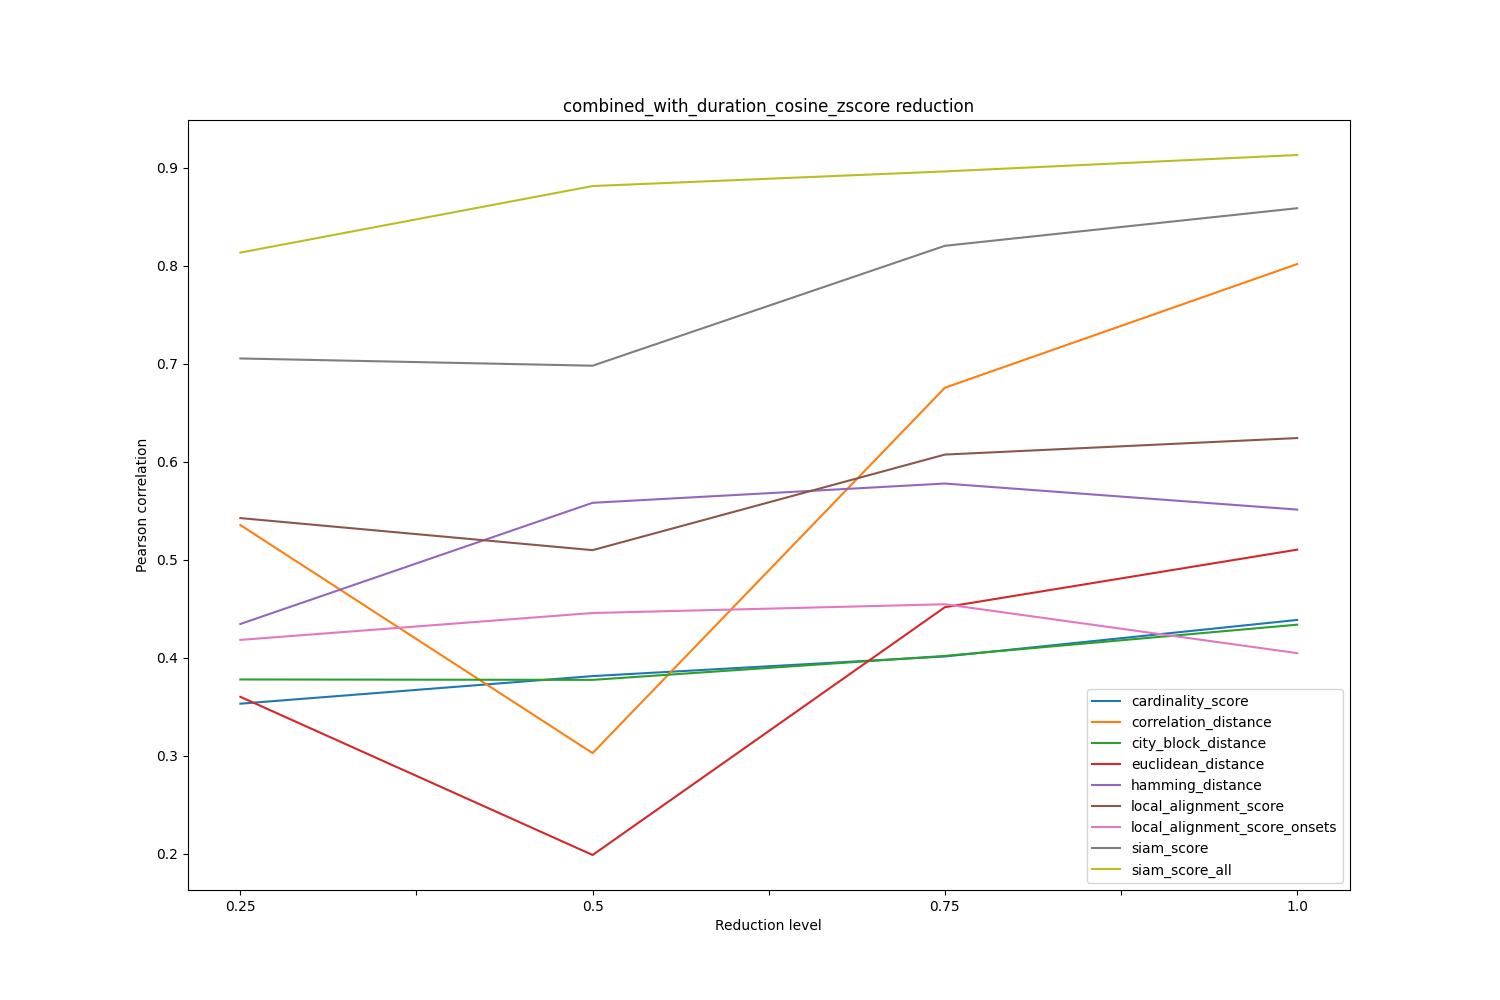 combined_with_duration_cosine_zscore reduction
0.9
0.8
0.7
0.6
0.5
0.4
0.3
0.2
Pearson correlation
cardinality_score
correlation_distance
city_block_distance
euclidean_distance
hamming_distance
local_alignment_score
local_alignment_score_onsets
siam_score
siam_score_all
0.25 0.5 0.75 1.0
Reduction level